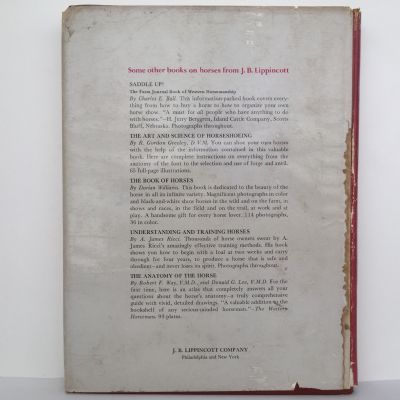 Some other books on horses from J. B. Lippincott
SADDLE UP!
The Farm Journal Book of Western Horsemanship
By Charles E. Ball. This information-packed book covers every-
thing from how to buy a horse to how to organize your own
horse show. "A must for all people who have anything to do
with horses."—H. Jerry Berggren, Island Cattle Company, Scotts
Bluff, Nebraska. Photographs throughout.
THE ART AND SCIENCE OF HORSESHOEING
By R. Gordon Greeley, D.V.M. You can shoe your own horses
with the help of the information contained in this valuable
book. Here are complete instructions on everything from the
anatomy of the foot to the selection and use of forge and anvil.
65 full-page illustrations.
THE BOOK OF HORSES
By Dorian Williams. This book is dedicated to the beauty of the
horse in all its infinite variety. Magnificent photographs in color
and black-and-white show horses in the wild and on the farm, in
shows and races, in the field and on the trail, at work and at
play. A handsome gift for every horse lover. 114 photographs,
36 in color.
UNDERSTANDING AND TRAINING HORSES
By A. James Ricci. Thousands of horse owners swear by A.
James Ricci's amazingly effective training methods. His book
shows you how to begin with a foal at two weeks and carry
through for four years, to produce a horse that is safe and
obedient—and never loses its spirit. Photographs throughout.
THE ANATOMY OF THE HORSE
By Robert F. Way, V.M.D., and Donald G. Lee, V.M.D. For the
first time, here is an atlas that completely answers all your
questions about the horse's anatomy—a truly comprehensive
guide with vivid, detailed drawings. "A valuable addition to the
bookshelf of any serious-minded horseman."—The Western
Horseman. 93 plates.
J. B. LIPPINCOTT COMPANY
Philadelphia and New York